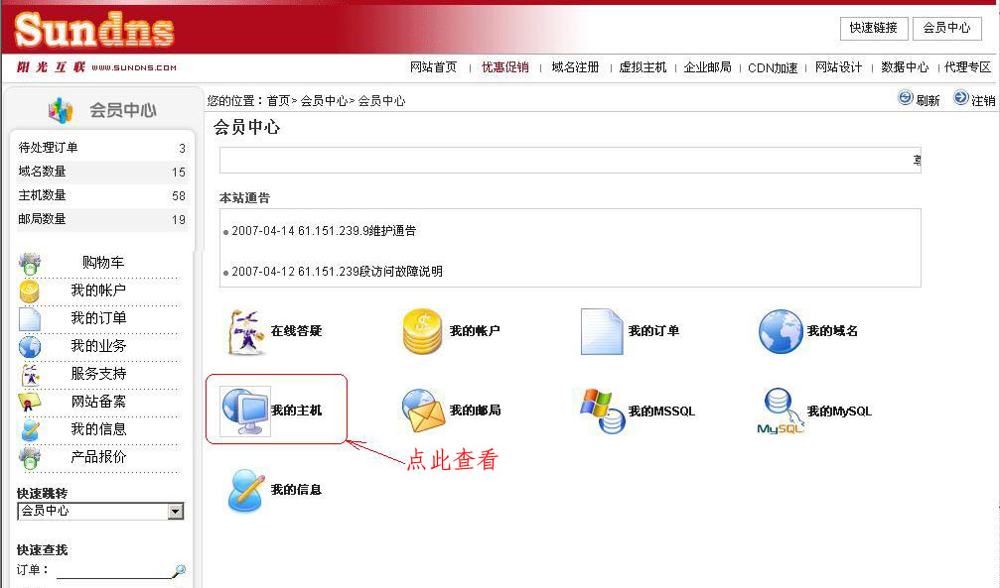 Sundns
快速链接 会员中心
阳光互联 WWW.SUNDNS.COM
网站首页 | 优惠促销 | 域名注册 | 虚拟主机 | 企业邮局 | CDN加速 | 网站设计 | 数据中心 | 代理专区
会员中心
您的位置：首页> 会员中心> 会员中心
刷新 注销
会员中心
待处理订单 3
域名数量 15
主机数量 58
邮局数量 19
本站通告
2007-04-14 61.151.239.9维护通告
2007-04-12 61.151.239段访问故障说明
购物车
我的帐户
我的订单
我的业务
服务支持
网站备案
我的信息
产品报价
快速跳转
会员中心
快速查找
订单：
在线答疑 我的帐户 我的订单 我的域名
我的主机 我的邮局 我的MSSQL MySQL 我的MySQL
点此查看
我的信息